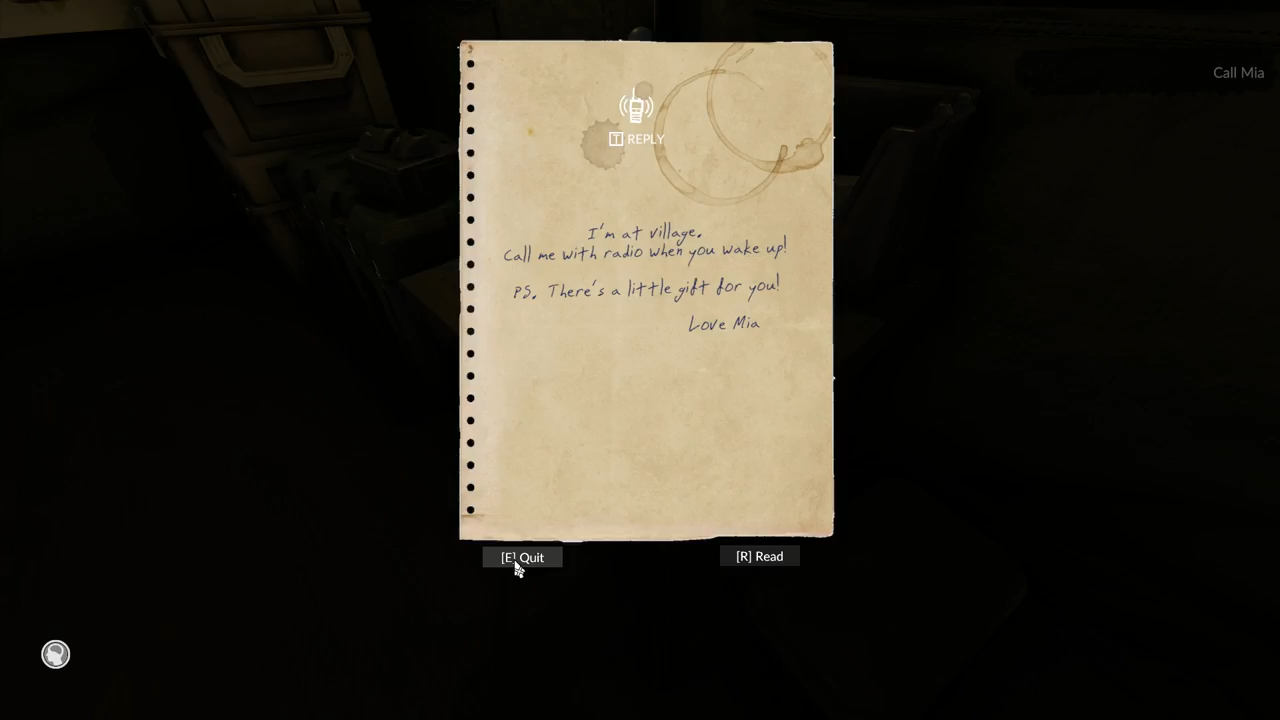 Call Mia
T REPLY
I'm at village.
Call me with radio when you wake up!
PS. There's a little gift for you!
Love Mia
[E] Quit
[R] Read